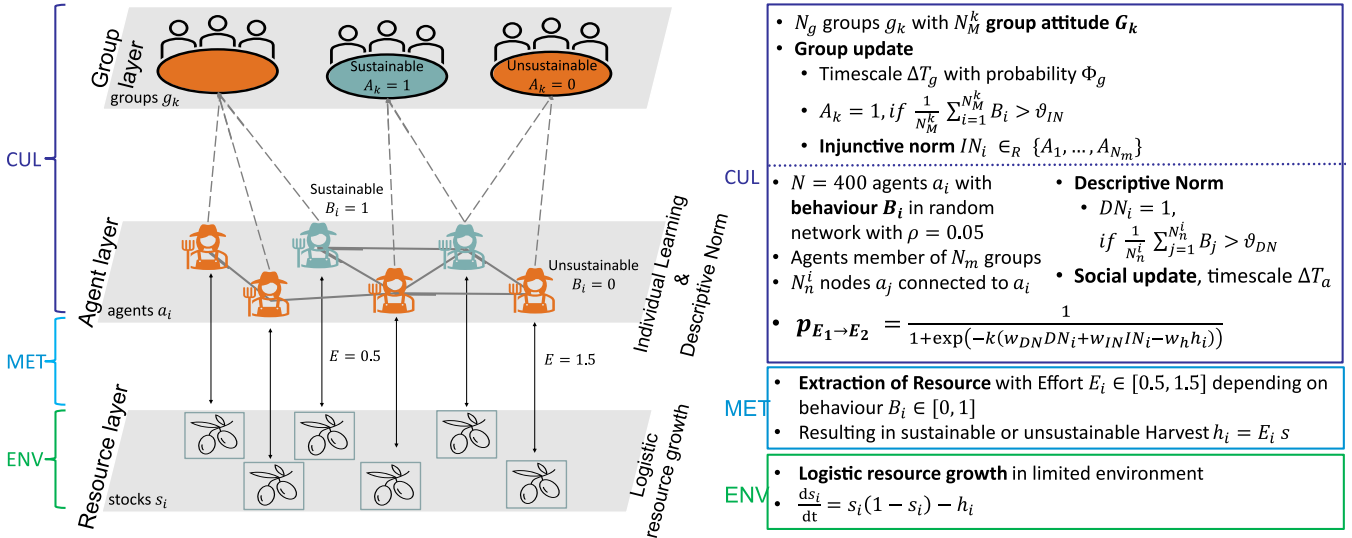 Group layer
groups g_k
Sustainable
A_k = 1
Unsustainable
A_k = 0
CUL
Sustainable
B_i = 1
Agent layer
Unsustainable
B_i = 0
agents a_i
Individual Learning
&
Descriptive Norm
MET
E = 0.5
E = 1.5
ENV
Resource layer
stocks s_i
Logistic
resource growth
CUL
• N_g groups g_k with N_M^k group attitude G_k
• Group update
• Timescale ΔT_g with probability Φ_g
• A_k = 1, if 1/N_M^k ∑_{i=1}^{N_M^k} B_i > ϑ_IN
• Injunctive norm IN_i ∈_R {A_1, … , A_{N_m}}
• N = 400 agents a_i with
behaviour B_i in random
network with ρ = 0.05
• Agents member of N_m groups
• N_n^i nodes a_j connected to a_i
• Descriptive Norm
• DN_i = 1,
if 1/N_n^i ∑_{j=1}^{N_n^i} B_j > ϑ_DN
• Social update, timescale ΔT_a
• p_{E_1→E_2} = 1/(1+exp(−k(w_DN DN_i+w_IN IN_i−w_h h_i)))
MET
• Extraction of Resource with Effort E_i ∈ [0.5, 1.5] depending on
behaviour B_i ∈ [0, 1]
• Resulting in sustainable or unsustainable Harvest h_i = E_i s
ENV
• Logistic resource growth in limited environment
• ds_i/dt = s_i(1 − s_i) − h_i